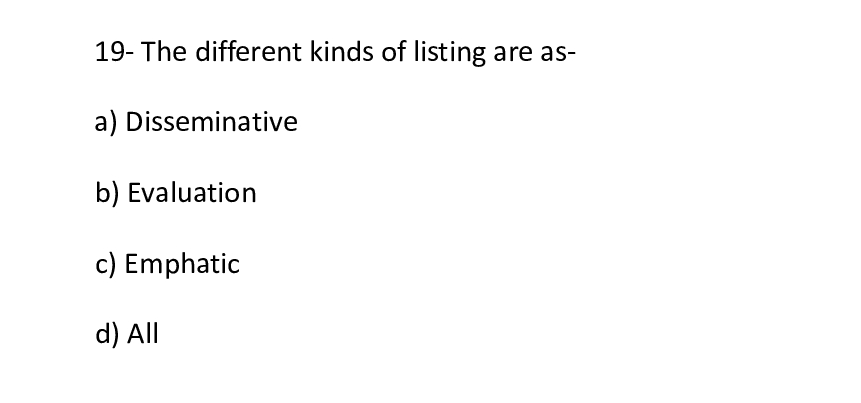 19- The different kinds of listing are as-
a) Disseminative
b) Evaluation
c) Emphatic
d) All